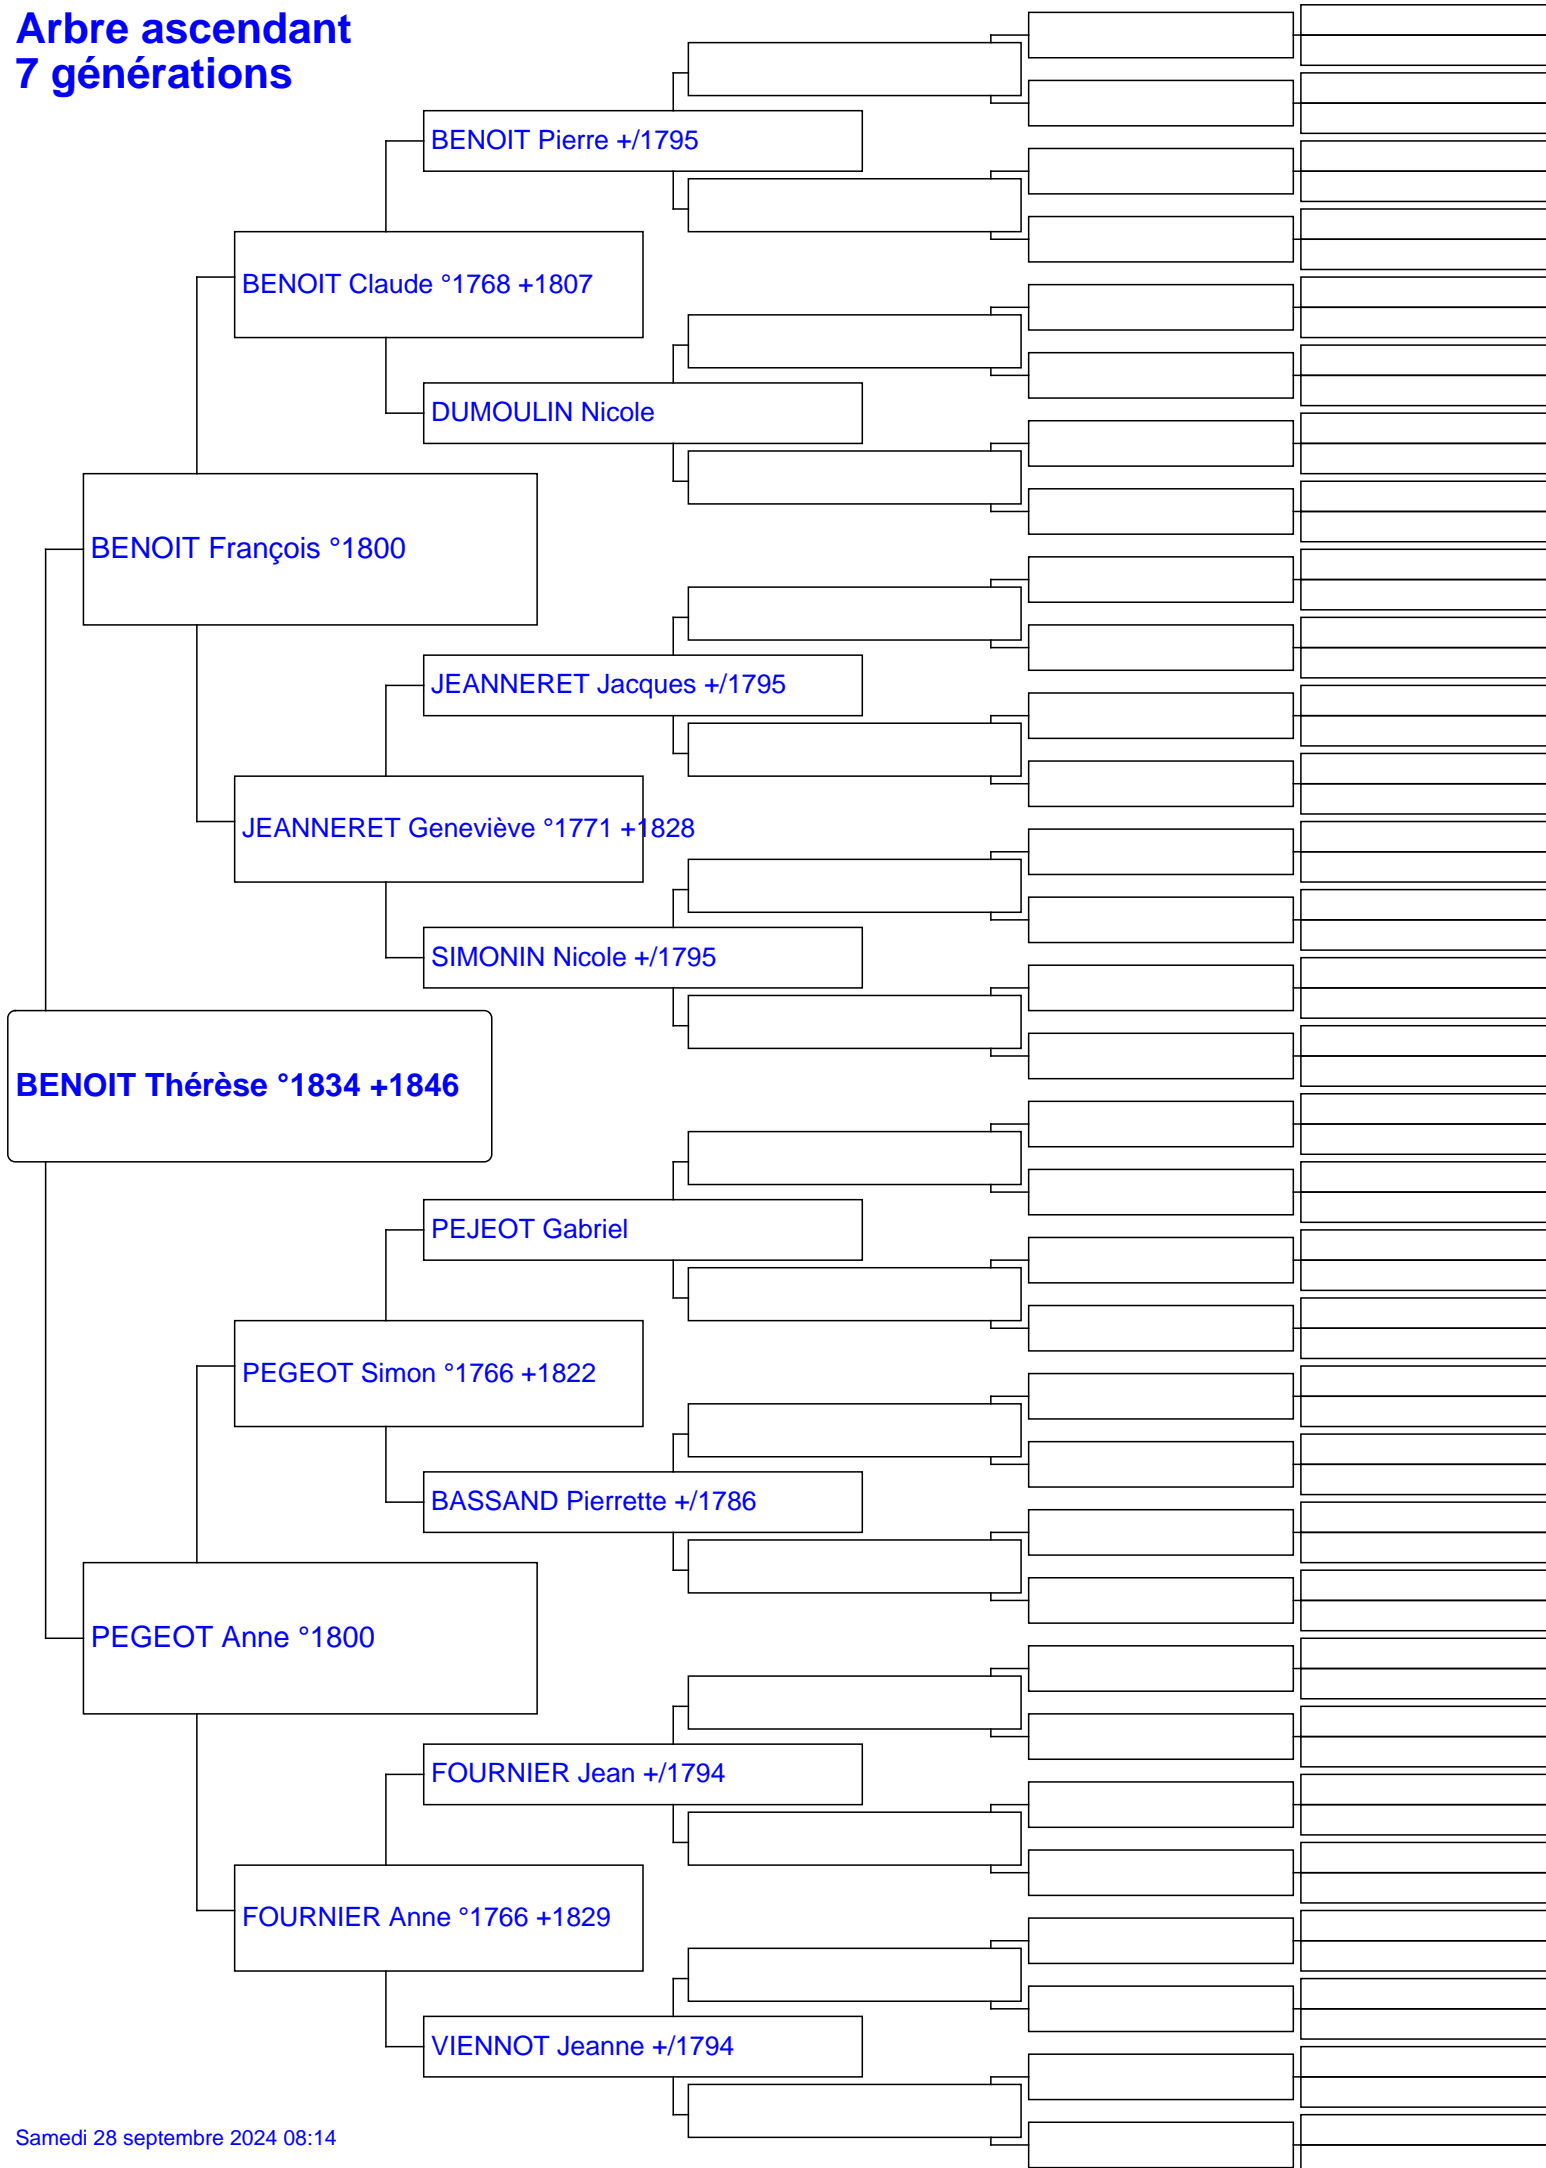 Arbre ascendant
7 générations
BENOIT Pierre +/1795
BENOIT Claude °1768 +1807
DUMOULIN Nicole
BENOIT François °1800
JEANNERET Jacques +/1795
JEANNERET Geneviève °1771 +1828
SIMONIN Nicole +/1795
BENOIT Thérèse °1834 +1846
PEJEOT Gabriel
PEGEOT Simon °1766 +1822
BASSAND Pierrette +/1786
PEGEOT Anne °1800
FOURNIER Jean +/1794
FOURNIER Anne °1766 +1829
VIENNOT Jeanne +/1794
Samedi 28 septembre 2024 08:14